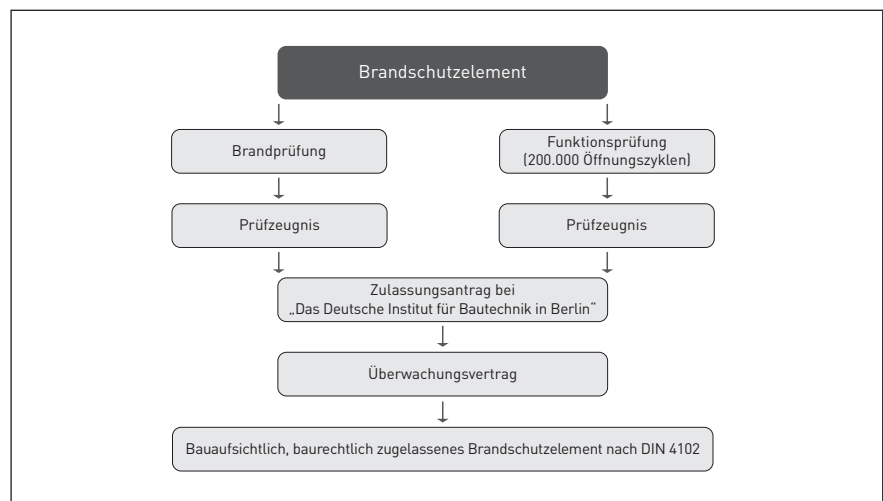 Brandschutzelement
Brandprüfung
Funktionsprüfung
(200.000 Öffnungszyklen)
Prüfzeugnis
Prüfzeugnis
Zulassungsantrag bei
„Das Deutsche Institut für Bautechnik in Berlin“
Überwachungsvertrag
Bauaufsichtlich, baurechtlich zugelassenes Brandschutzelement nach DIN 4102